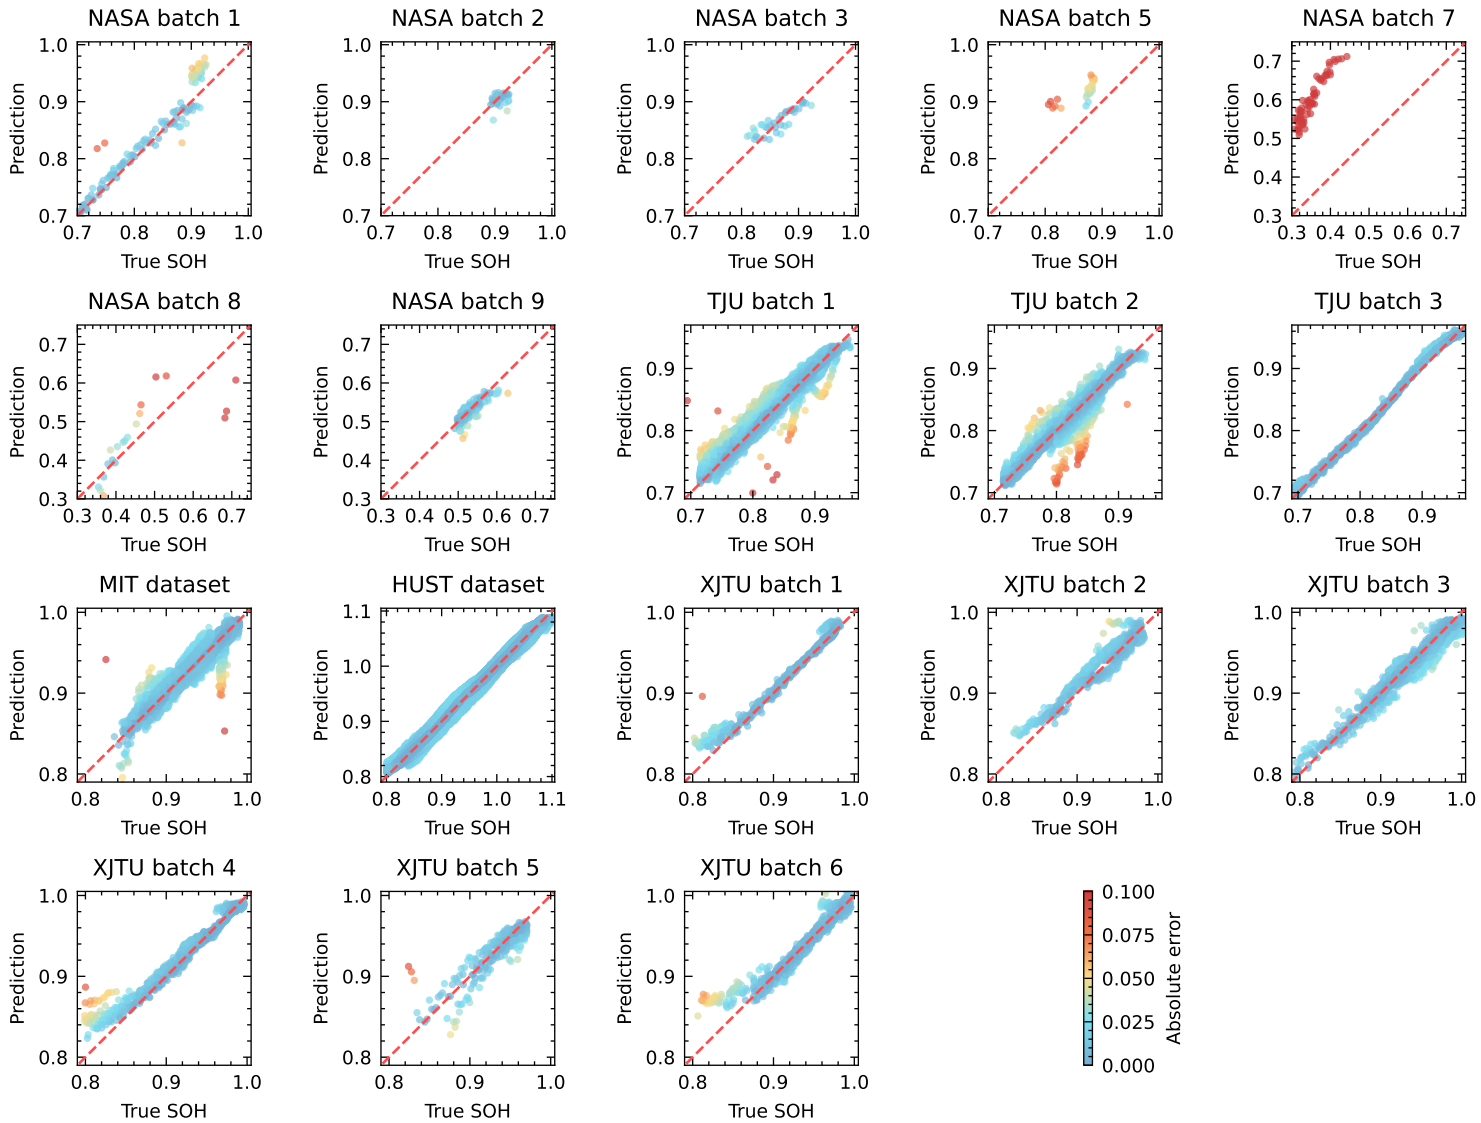 NASA batch 1
NASA batch 2
NASA batch 3
NASA batch 5
NASA batch 7
1.0
0.9
0.8
0.7
Prediction
0.7 0.8 0.9 1.0
True SOH
1.0
0.9
0.8
0.7
Prediction
0.7 0.8 0.9 1.0
True SOH
1.0
0.9
0.8
0.7
Prediction
0.7 0.8 0.9 1.0
True SOH
1.0
0.9
0.8
0.7
Prediction
0.7 0.8 0.9 1.0
True SOH
0.7
0.6
0.5
0.4
0.3
Prediction
0.3 0.4 0.5 0.6 0.7
True SOH
NASA batch 8
NASA batch 9
TJU batch 1
TJU batch 2
TJU batch 3
0.7
0.6
0.5
0.4
0.3
Prediction
0.3 0.4 0.5 0.6 0.7
True SOH
0.7
0.6
0.5
0.4
0.3
Prediction
0.3 0.4 0.5 0.6 0.7
True SOH
0.9
0.8
0.7
Prediction
0.7 0.8 0.9
True SOH
0.9
0.8
0.7
Prediction
0.7 0.8 0.9
True SOH
0.9
0.8
0.7
Prediction
0.7 0.8 0.9
True SOH
MIT dataset
HUST dataset
XJTU batch 1
XJTU batch 2
XJTU batch 3
1.0
0.9
0.8
Prediction
0.8 0.9 1.0
True SOH
1.1
1.0
0.9
0.8
Prediction
0.8 0.9 1.0 1.1
True SOH
1.0
0.9
0.8
Prediction
0.8 0.9 1.0
True SOH
1.0
0.9
0.8
Prediction
0.8 0.9 1.0
True SOH
1.0
0.9
0.8
Prediction
0.8 0.9 1.0
True SOH
XJTU batch 4
XJTU batch 5
XJTU batch 6
1.0
0.9
0.8
Prediction
0.8 0.9 1.0
True SOH
1.0
0.9
0.8
Prediction
0.8 0.9 1.0
True SOH
1.0
0.9
0.8
Prediction
0.8 0.9 1.0
True SOH
0.100
0.075
0.050
0.025
0.000
Absolute error